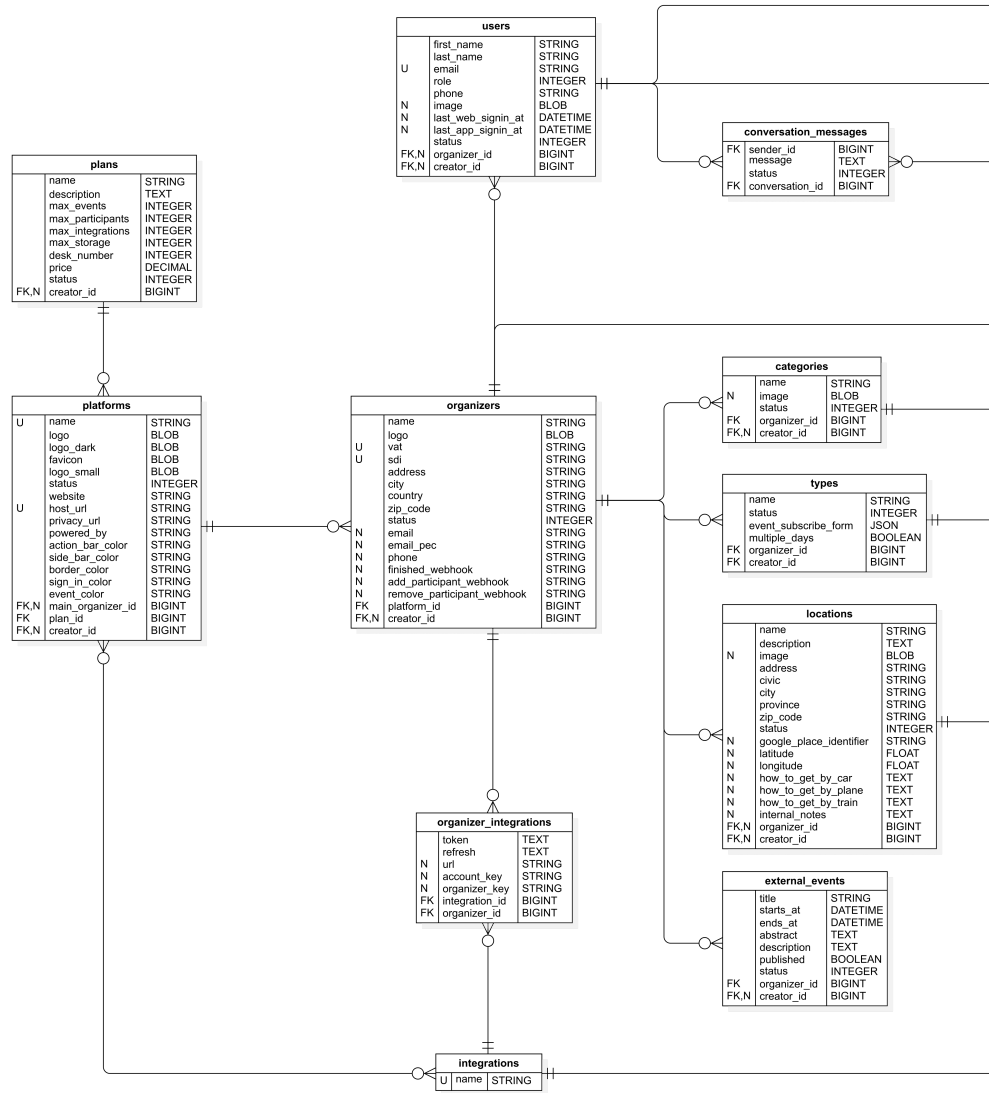 users
first_name STRING
last_name STRING
U email STRING
role INTEGER
phone STRING
N image BLOB
N last_web_signin_at DATETIME
N last_app_signin_at DATETIME
status INTEGER
FK,N organizer_id BIGINT
FK,N creator_id BIGINT
conversation_messages
FK sender_id BIGINT
message TEXT
status INTEGER
FK conversation_id BIGINT
plans
name STRING
description TEXT
max_events INTEGER
max_participants INTEGER
max_integrations INTEGER
max_storage INTEGER
desk_number INTEGER
price DECIMAL
status INTEGER
FK,N creator_id BIGINT
platforms
U name STRING
logo BLOB
logo_dark BLOB
favicon BLOB
logo_small BLOB
status INTEGER
website STRING
U host_url STRING
privacy_url STRING
powered_by STRING
action_bar_color STRING
side_bar_color STRING
border_color STRING
sign_in_color STRING
event_color STRING
FK,N main_organizer_id BIGINT
FK plan_id BIGINT
FK,N creator_id BIGINT
organizers
name STRING
logo BLOB
U vat STRING
U sdi STRING
address STRING
city STRING
country STRING
zip_code STRING
status INTEGER
N email STRING
N email_pec STRING
N phone STRING
N finished_webhook STRING
N add_participant_webhook STRING
N remove_participant_webhook STRING
FK platform_id BIGINT
FK,N creator_id BIGINT
categories
name STRING
N image BLOB
status INTEGER
FK organizer_id BIGINT
FK,N creator_id BIGINT
types
name STRING
status INTEGER
event_subscribe_form JSON
multiple_days BOOLEAN
FK organizer_id BIGINT
FK creator_id BIGINT
locations
name STRING
description TEXT
N image BLOB
address STRING
civic STRING
city STRING
province STRING
zip_code STRING
status INTEGER
N google_place_identifier STRING
N latitude FLOAT
N longitude FLOAT
N how_to_get_by_car TEXT
N how_to_get_by_plane TEXT
N how_to_get_by_train TEXT
N internal_notes TEXT
FK,N organizer_id BIGINT
FK,N creator_id BIGINT
organizer_integrations
token TEXT
refresh TEXT
N url STRING
N account_key STRING
N organizer_key STRING
FK integration_id BIGINT
FK organizer_id BIGINT
external_events
title STRING
starts_at DATETIME
ends_at DATETIME
abstract TEXT
description TEXT
published BOOLEAN
status INTEGER
FK organizer_id BIGINT
FK,N creator_id BIGINT
integrations
U name STRING